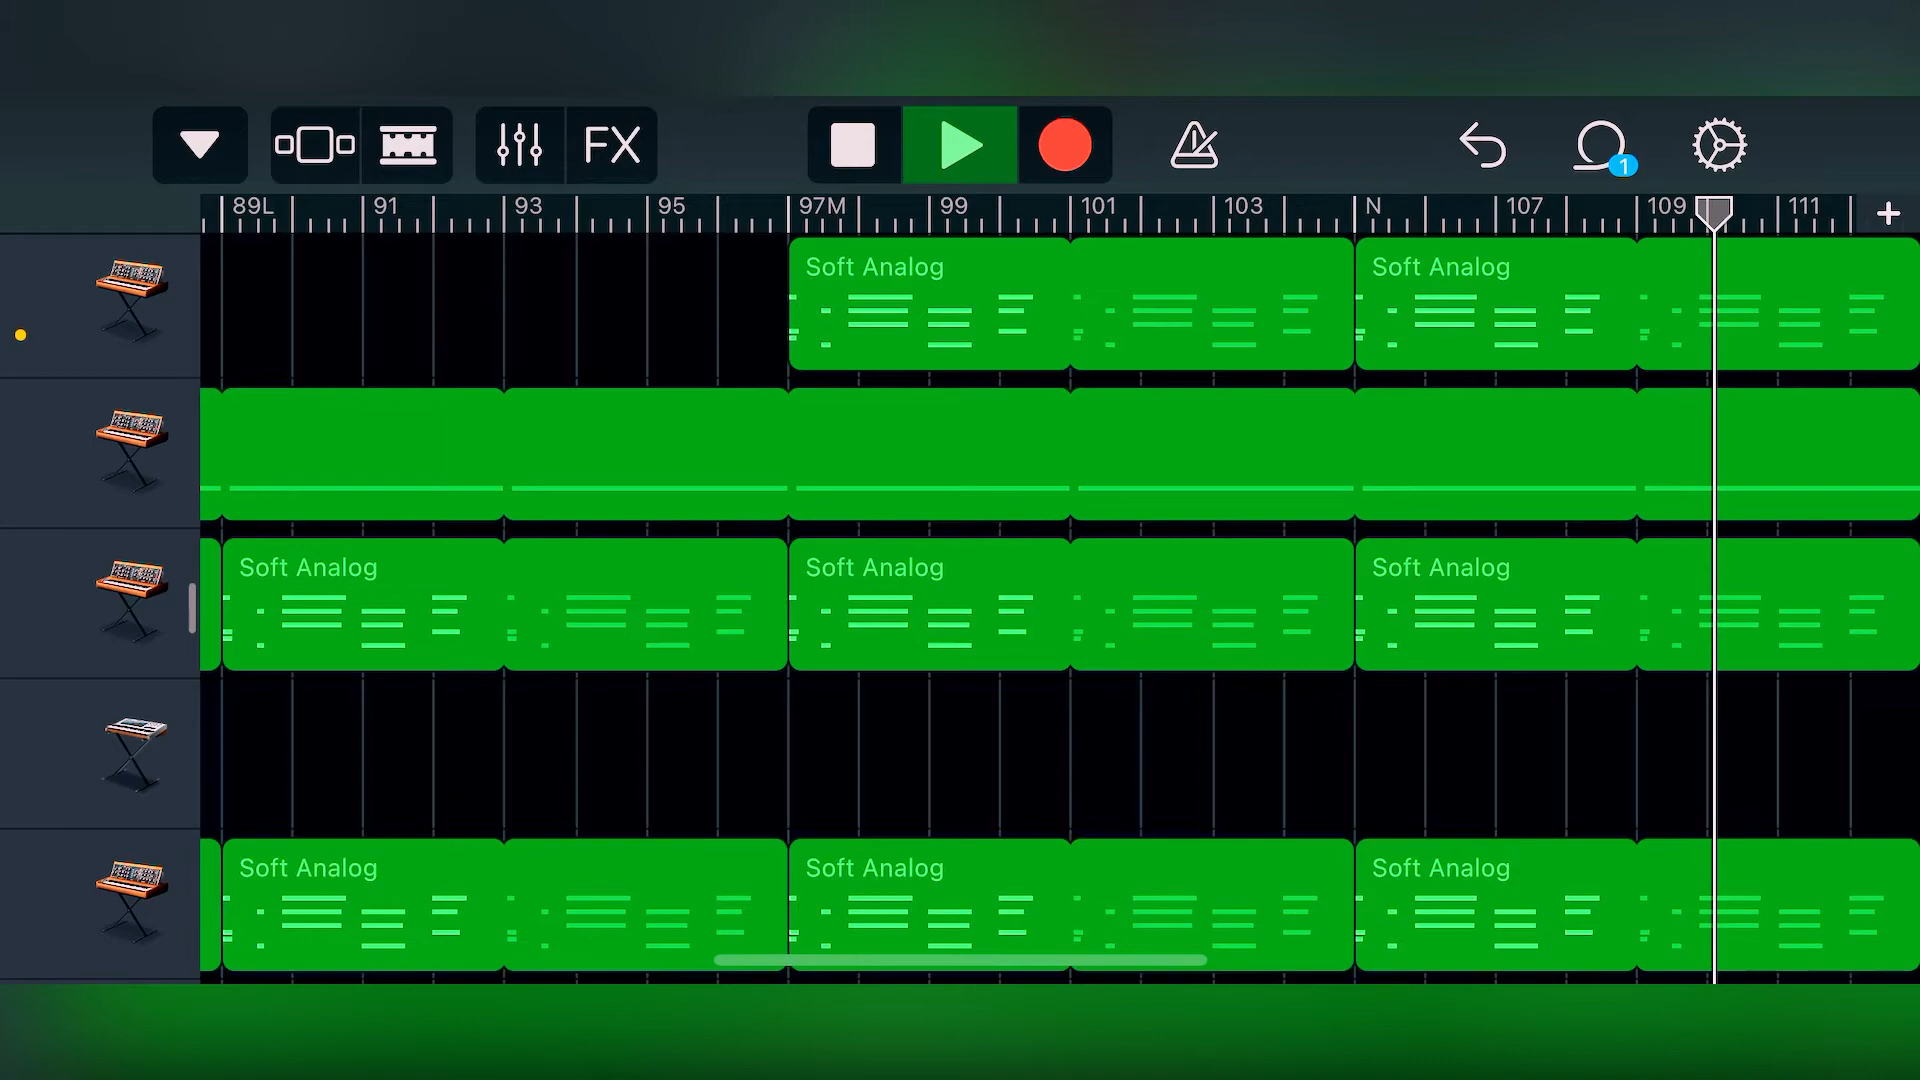 FX
1
89L 91 93 95 97M 99 101 103 N 107 109 111 +
Soft Analog Soft Analog
Soft Analog Soft Analog Soft Analog
Soft Analog Soft Analog Soft Analog